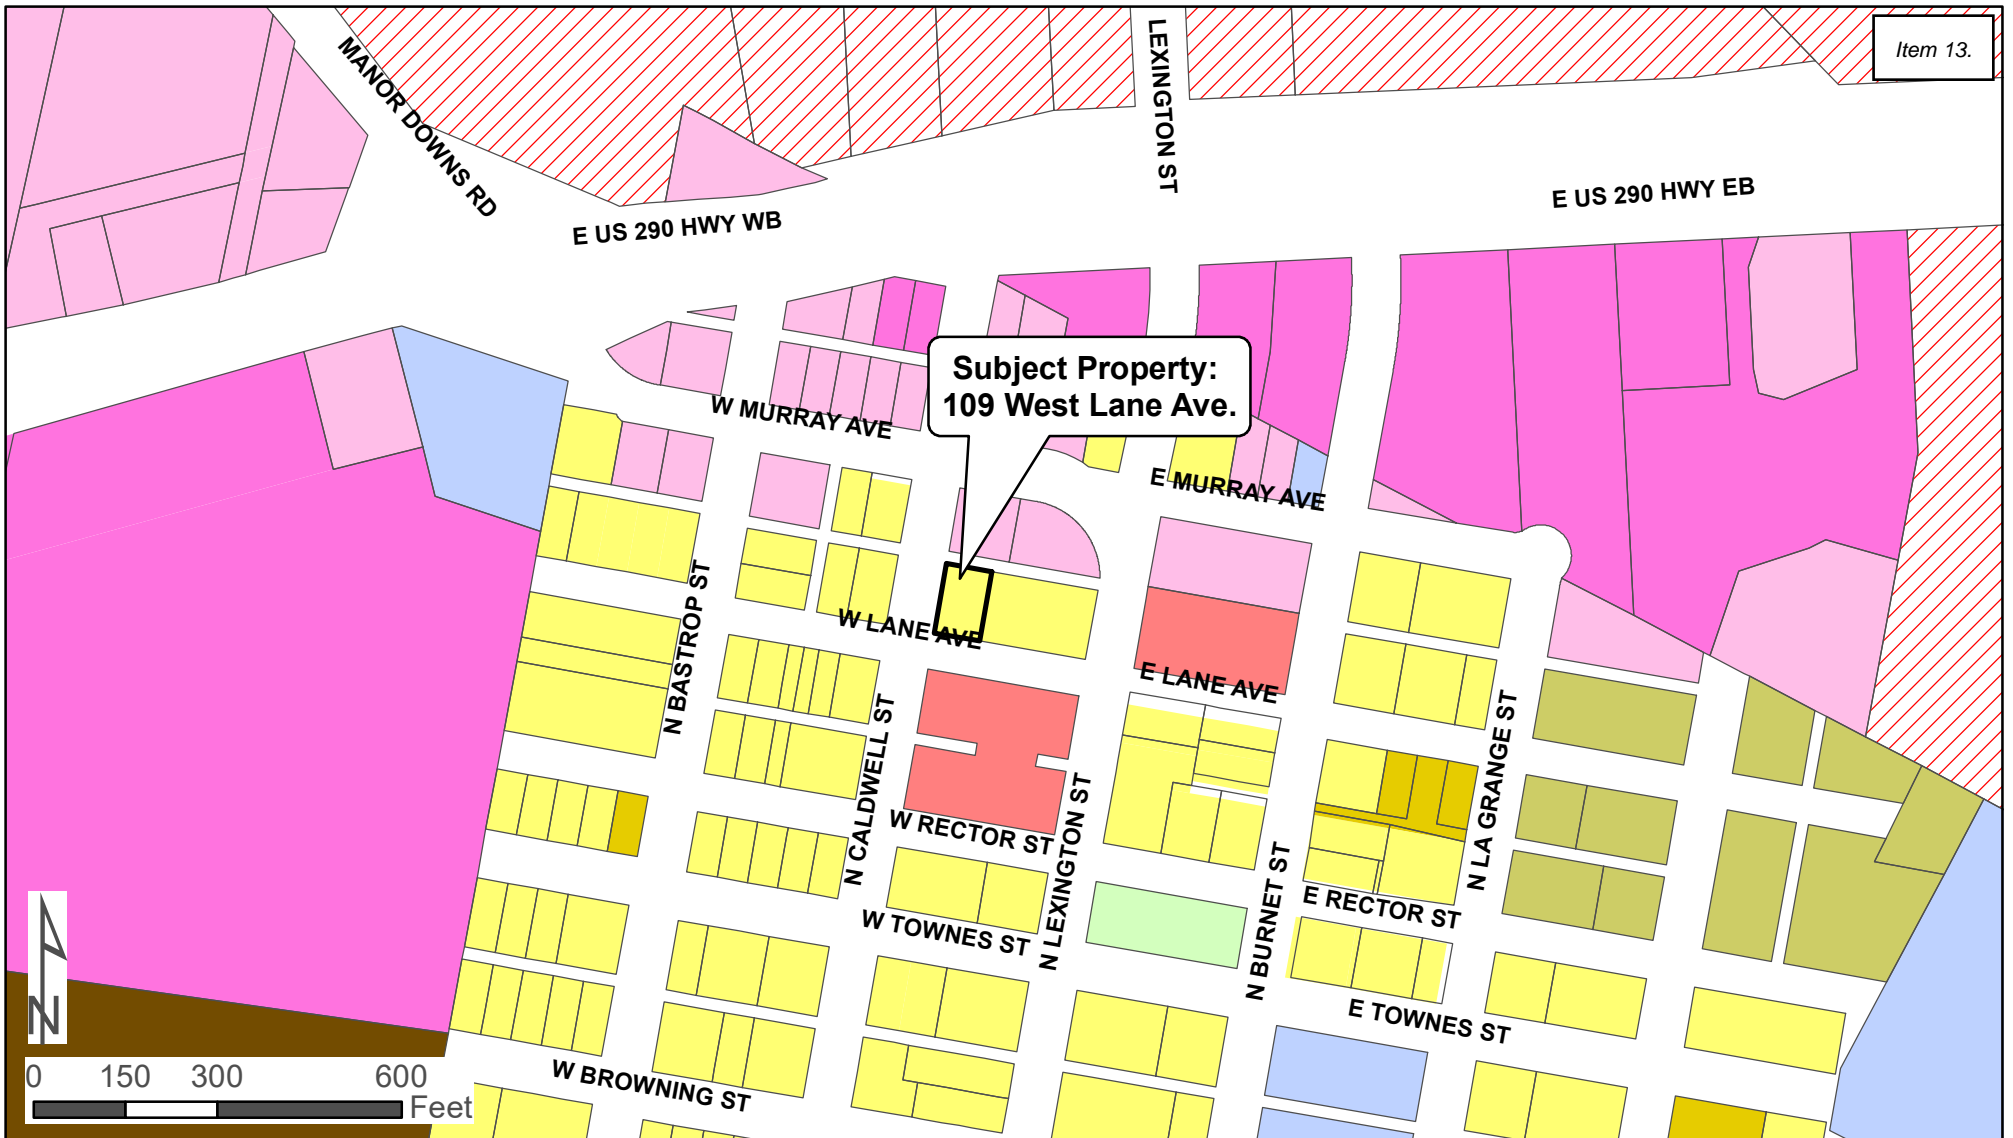 Item 13.
MANOR DOWNS RD
LEXINGTON ST
E US 290 HWY WB
E US 290 HWY EB
Subject Property:
109 West Lane Ave.
W MURRAY AVE
E MURRAY AVE
N BASTROP ST
W LANE AVE
E LANE AVE
N CALDWELL ST
N LEXINGTON ST
N LA GRANGE ST
W RECTOR ST
N BURNET ST
E RECTOR ST
W TOWNES ST
E TOWNES ST
W BROWNING ST
N
0 150 300 600
Feet